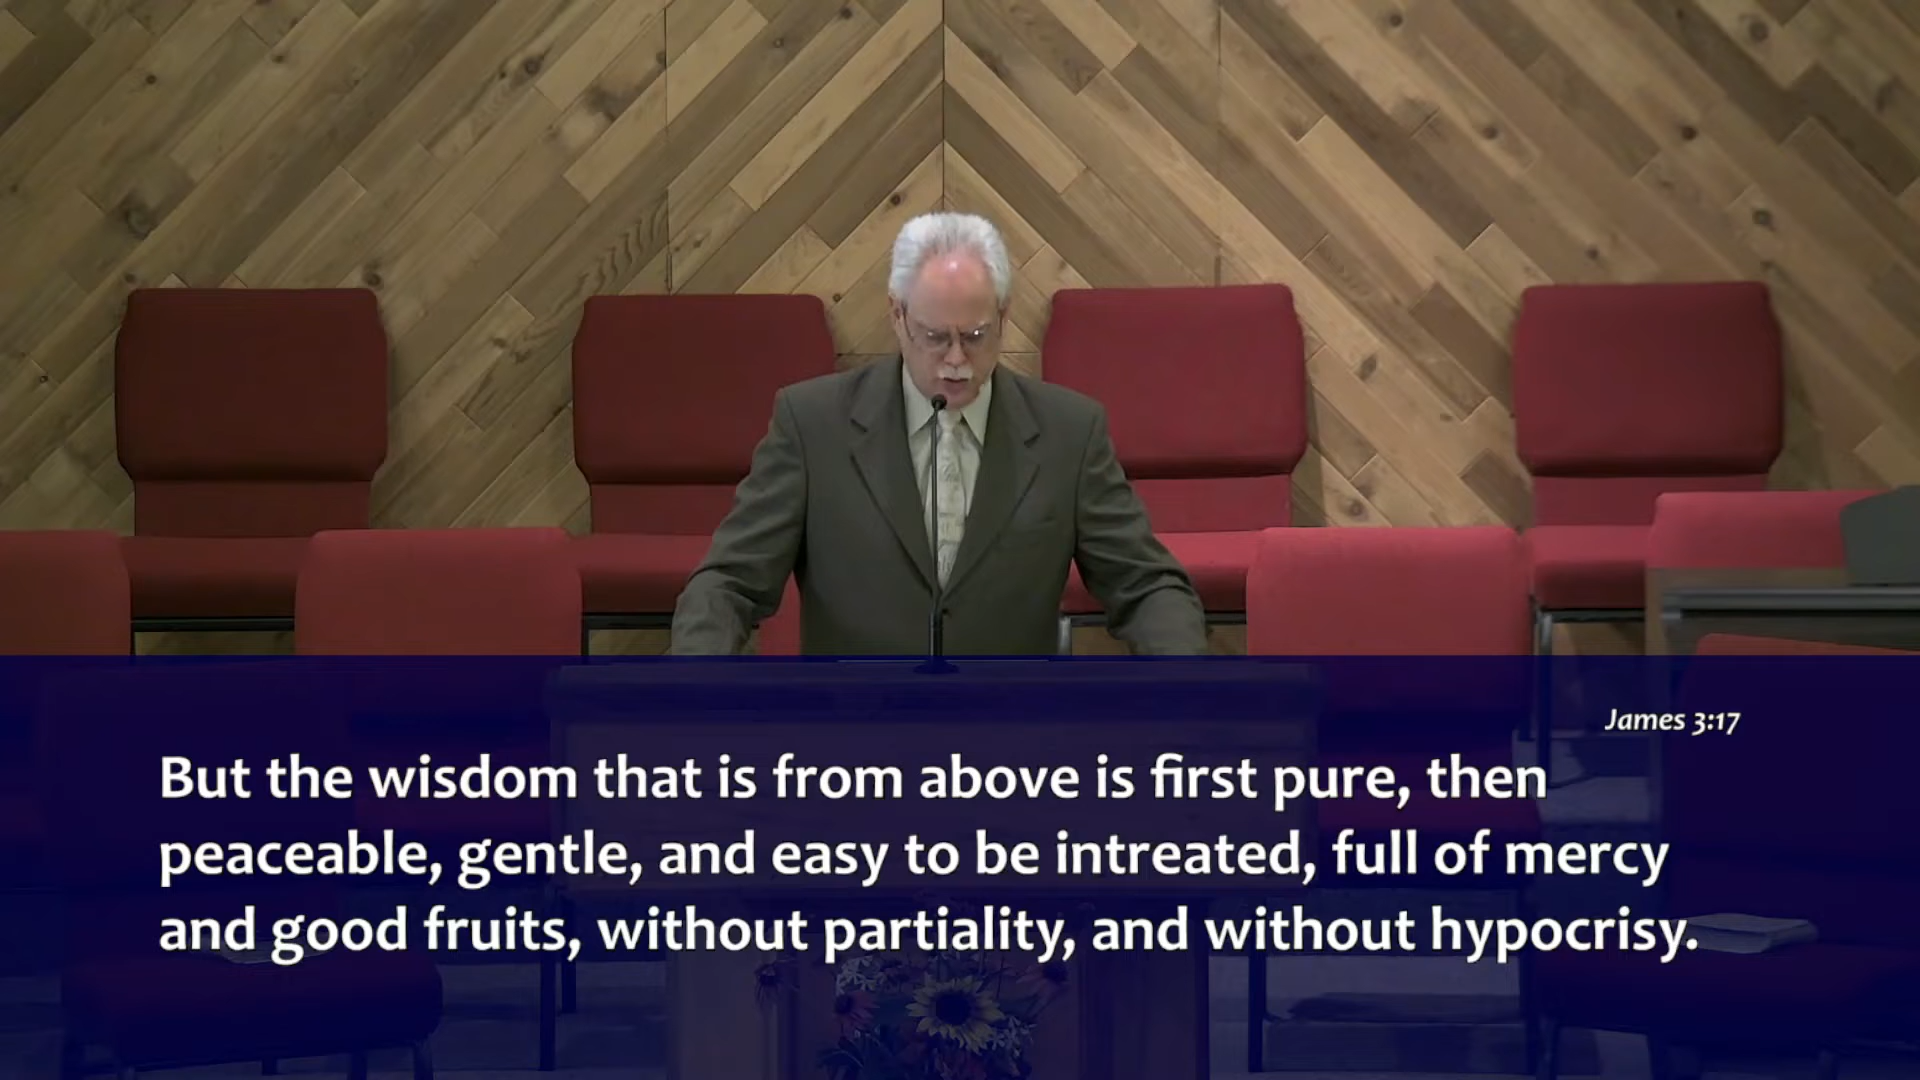 James 3:17
But the wisdom that is from above is first pure, then
peaceable, gentle, and easy to be intreated, full of mercy
and good fruits, without partiality, and without hypocrisy.